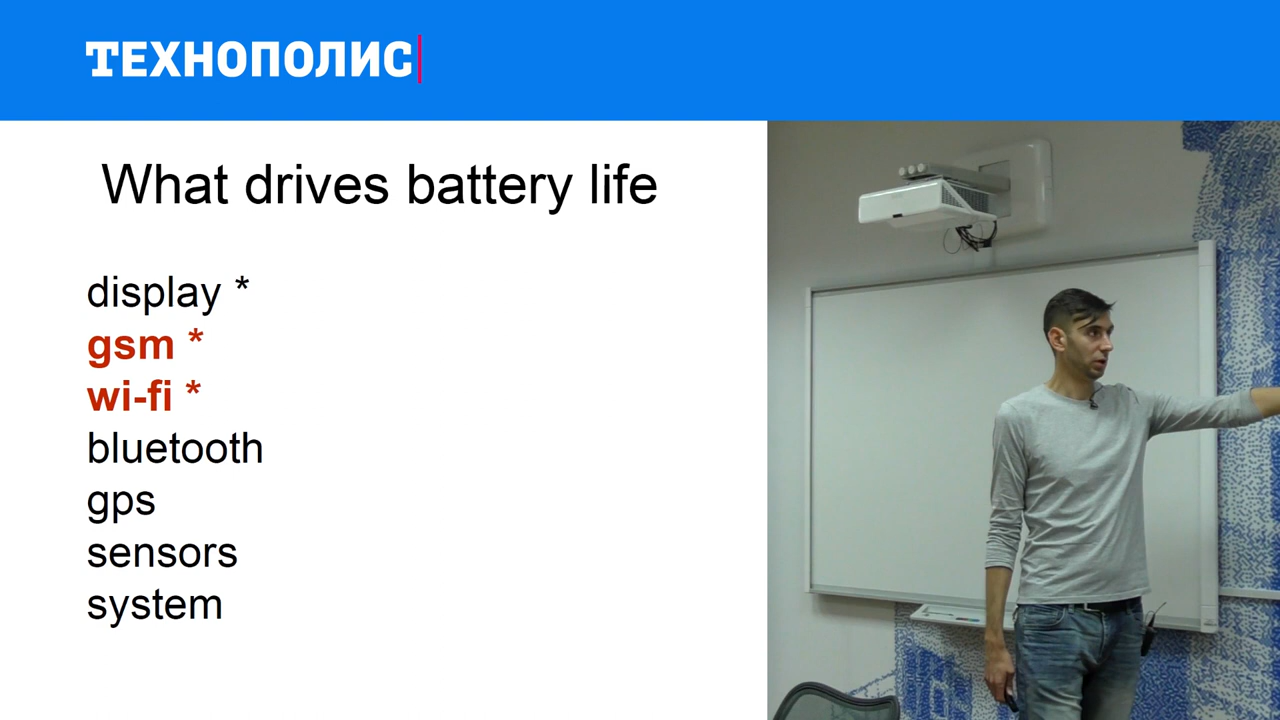 ТЕХНОПОЛИС
What drives battery life
display *
gsm *
wi-fi *
bluetooth
gps
sensors
system